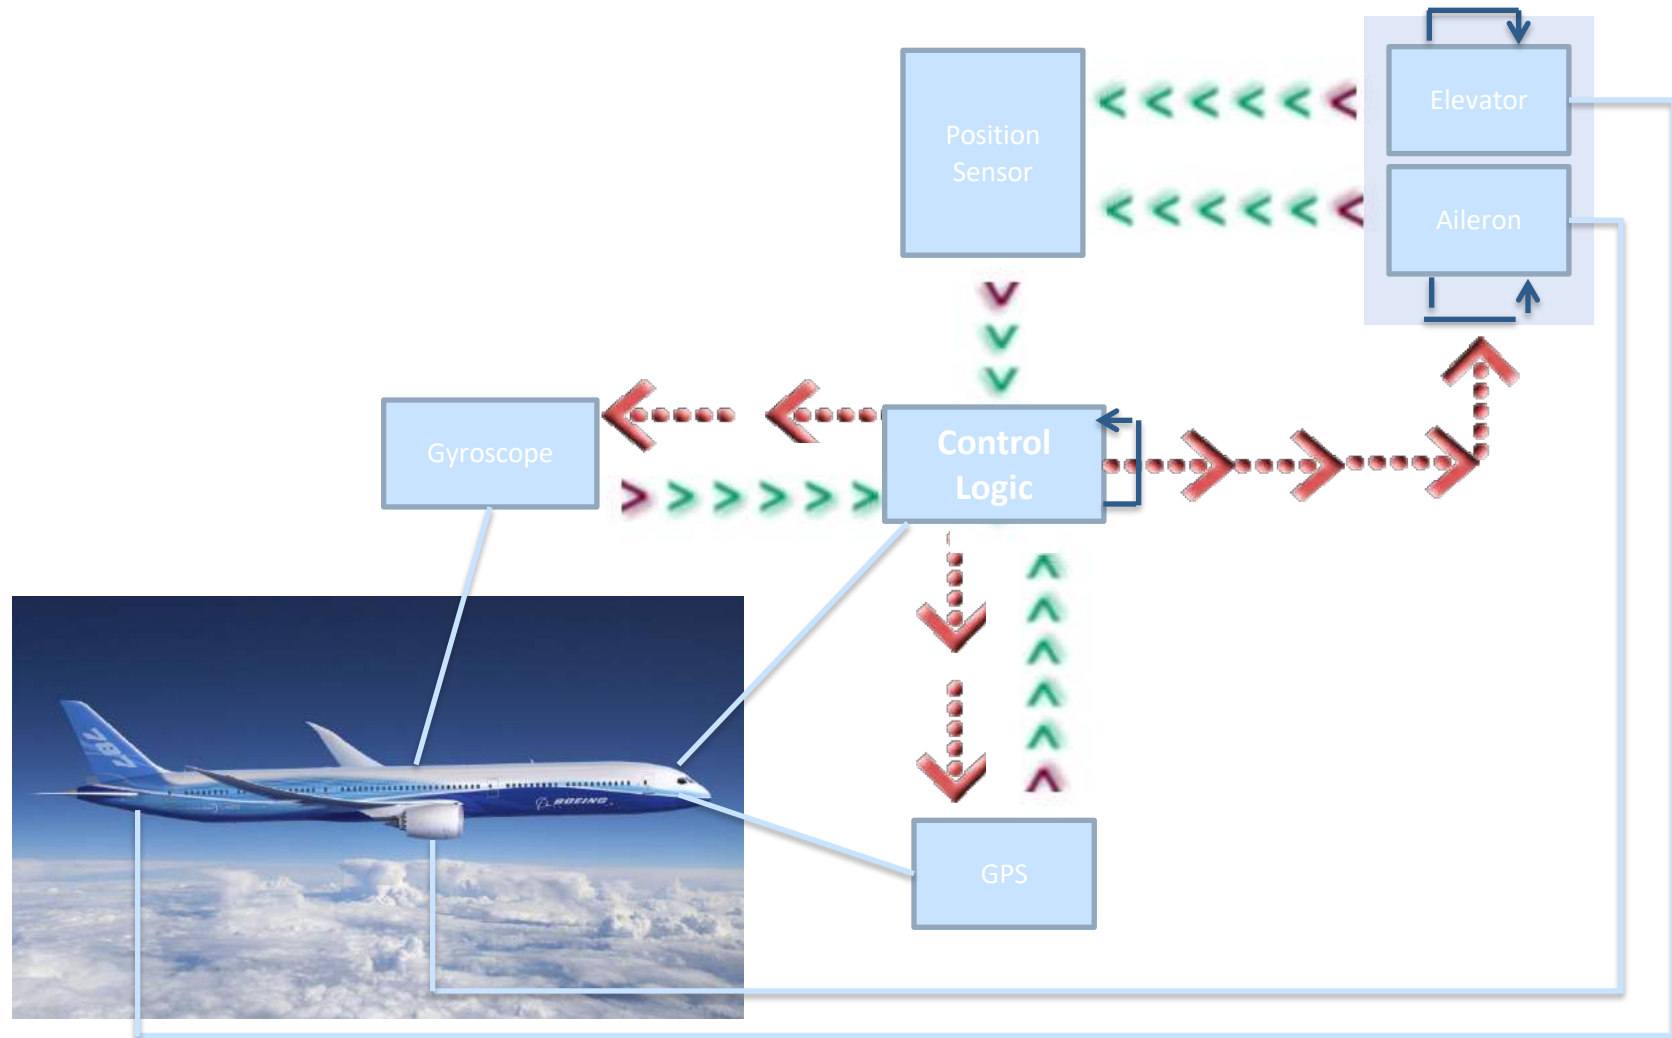 Elevator
Position
Sensor
Aileron
Control
Logic
Gyroscope
787
BOEING
GPS